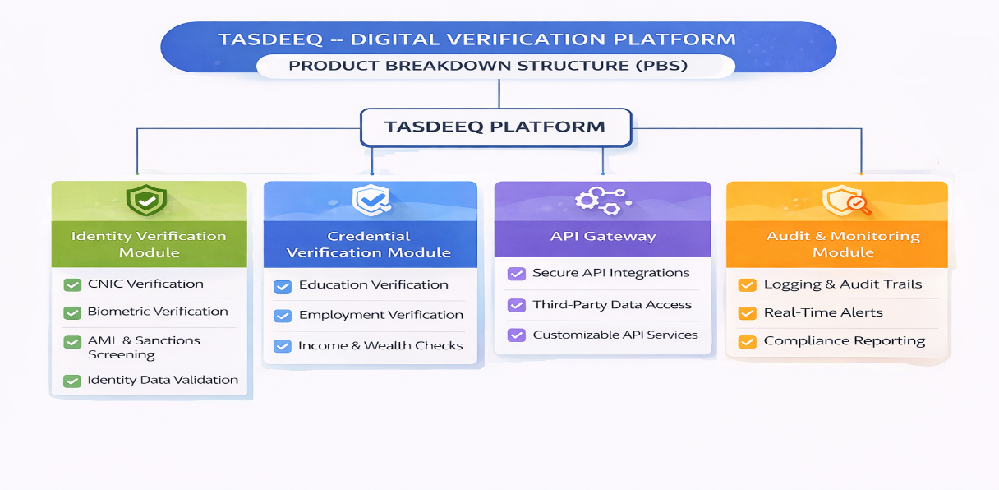 TASDEEQ -- DIGITAL VERIFICATION PLATFORM
PRODUCT BREAKDOWN STRUCTURE (PBS)
TASDEEQ PLATFORM
Identity Verification
Module
CNIC Verification
Biometric Verification
AML & Sanctions
Screening
Identity Data Validation
Credential
Verification Module
Education Verification
Employment Verification
Income & Wealth Checks
API Gateway
Secure API Integrations
Third-Party Data Access
Customizable API Services
Audit & Monitoring
Module
Logging & Audit Trails
Real-Time Alerts
Compliance Reporting